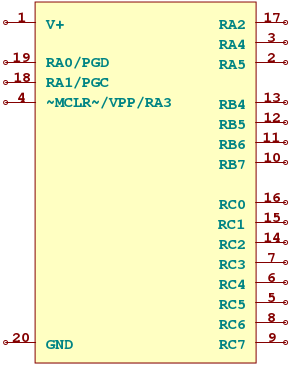 1 V+ RA2 17
RA4 3
19 RA0/PGD RA5 2
18 RA1/PGC
4 ~MCLR~/VPP/RA3 RB4 13
RB5 12
RB6 11
RB7 10
RC0 16
RC1 15
RC2 14
RC3 7
RC4 6
RC5 5
RC6 8
20 GND RC7 9